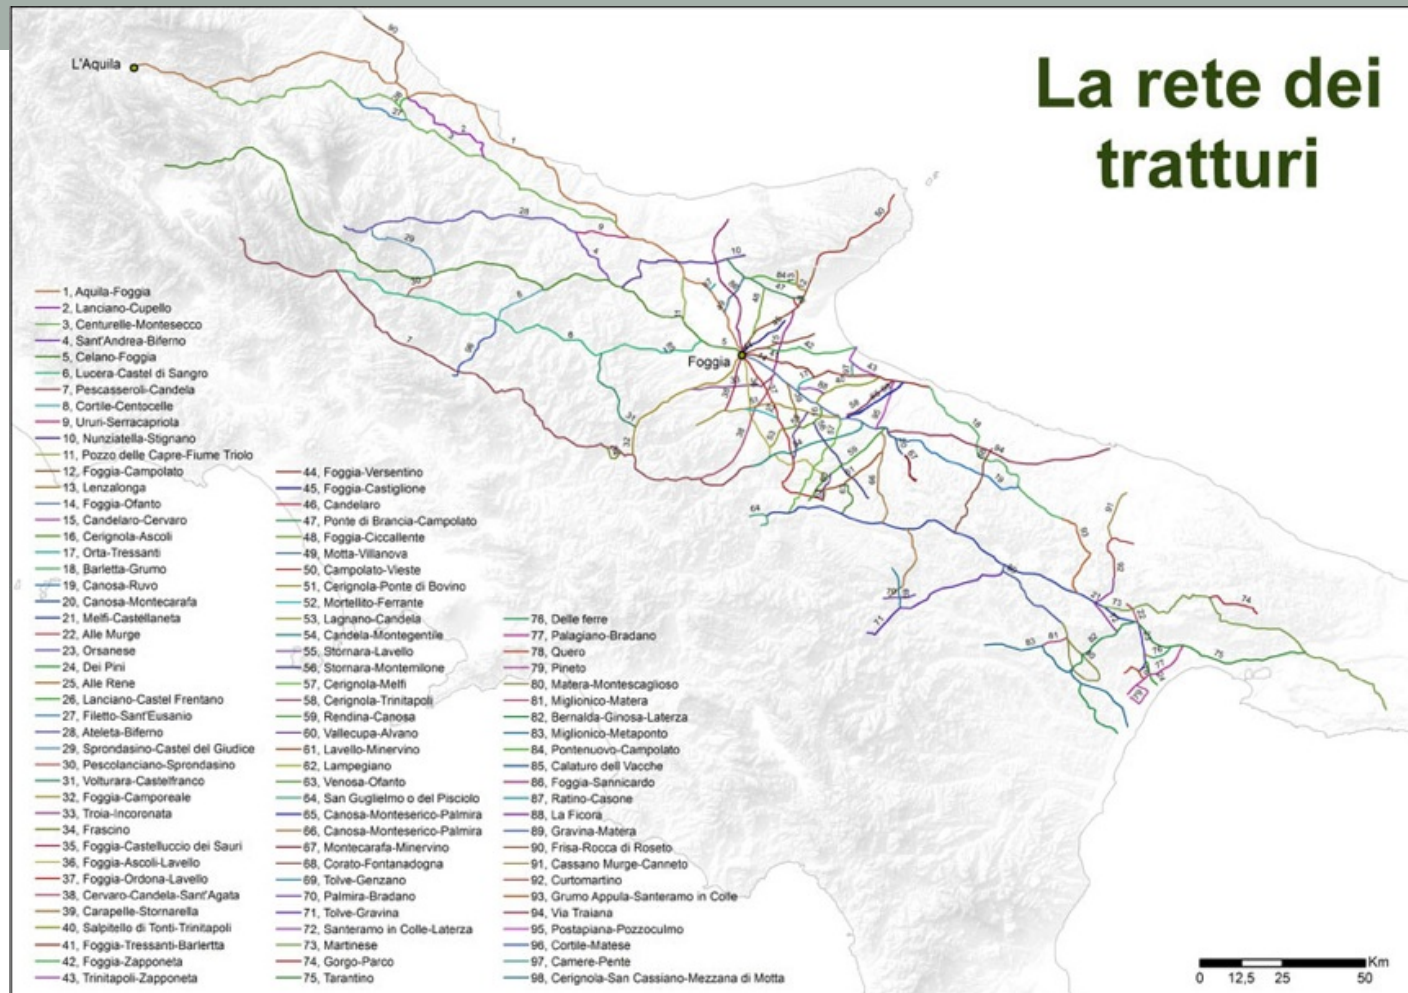 La rete dei
tratturi
L'Aquila
Foggia
1, Aquila-Foggia
2, Lanciano-Cupello
3, Centurelle-Montesecco
4, Sant'Andrea-Biferno
5, Celano-Foggia
6, Lucera-Castel di Sangro
7, Pescasseroli-Candela
8, Cortile-Centocelle
9, Ururi-Serracapriola
10, Nunziatella-Stignano
11, Pozzo delle Capre-Fiume Triolo
12, Foggia-Campolato
13, Lenzalonga
14, Foggia-Ofanto
15, Candelaro-Cervaro
16, Cerignola-Ascoli
17, Orta-Tressanti
18, Barletta-Grumo
19, Canosa-Ruvo
20, Canosa-Montecarafa
21, Melfi-Castellaneta
22, Alle Murge
23, Orsanese
24, Dei Pini
25, Alle Rene
26, Lanciano-Castel Frentano
27, Filetto-Sant'Eusanio
28, Ateleta-Biferno
29, Sprondasino-Castel del Giudice
30, Pescolanciano-Sprondasino
31, Volturara-Castelfranco
32, Foggia-Camporeale
33, Troia-Incoronata
34, Frascino
35, Foggia-Castelluccio dei Sauri
36, Foggia-Ascoli-Lavello
37, Foggia-Ordona-Lavello
38, Cervaro-Candela-Sant'Agata
39, Carapelle-Stornarella
40, Salpitello di Tonti-Trinitapoli
41, Foggia-Tressanti-Barlertta
42, Foggia-Zapponeta
43, Trinitapoli-Zapponeta
44, Foggia-Versentino
45, Foggia-Castiglione
46, Candelaro
47, Ponte di Brancia-Campolato
48, Foggia-Ciccallente
49, Motta-Villanova
50, Campolato-Vieste
51, Cerignola-Ponte di Bovino
52, Mortellito-Ferrante
53, Lagnano-Candela
54, Candela-Montegentile
55, Stornara-Lavello
56, Stornara-Montemilone
57, Cerignola-Melfi
58, Cerignola-Trinitapoli
59, Rendina-Canosa
60, Vallecupa-Alvano
61, Lavello-Minervino
62, Lampegiano
63, Venosa-Ofanto
64, San Guglielmo o del Pisciolo
65, Canosa-Monteserico-Palmira
66, Canosa-Monteserico-Palmira
67, Montecarafa-Minervino
68, Corato-Fontanadogna
69, Tolve-Genzano
70, Palmira-Bradano
71, Tolve-Gravina
72, Santeramo in Colle-Laterza
73, Martinese
74, Gorgo-Parco
75, Tarantino
76, Delle ferre
77, Palagiano-Bradano
78, Quero
79, Pineto
80, Matera-Montescaglioso
81, Miglionico-Matera
82, Bernalda-Ginosa-Laterza
83, Miglionico-Metaponto
84, Pontenuovo-Campolato
85, Calaturo dell Vacche
86, Foggia-Sannicardo
87, Ratino-Casone
88, La Ficora
89, Gravina-Matera
90, Frisa-Rocca di Roseto
91, Cassano Murge-Canneto
92, Curtomartino
93, Grumo Appula-Santeramo in Colle
94, Via Traiana
95, Postapiana-Pozzoculmo
96, Cortile-Matese
97, Camere-Pente
98, Cerignola-San Cassiano-Mezzana di Motta
Km
0 12,5 25 50